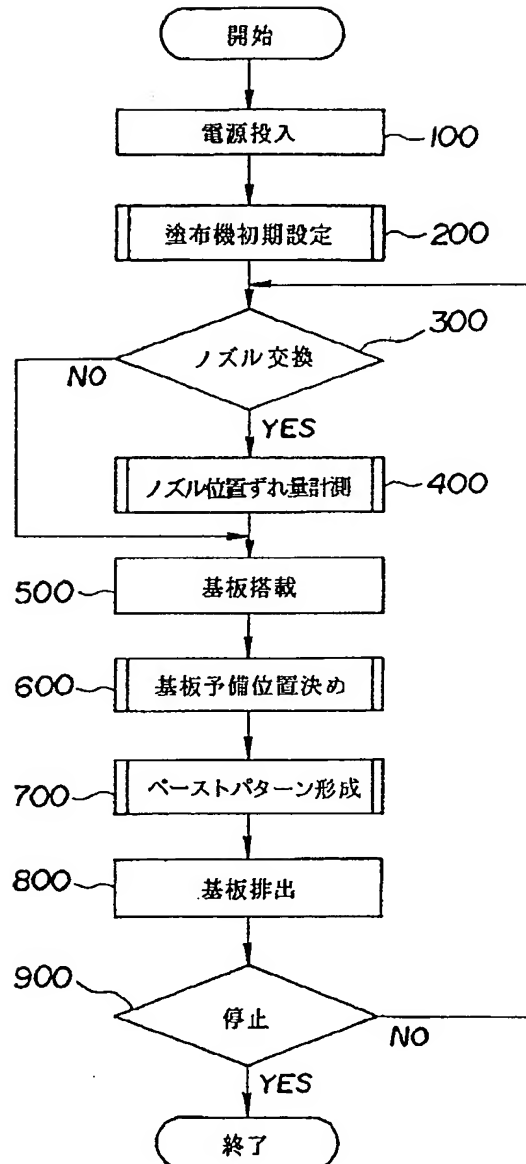 開始
電源投入
100
塗布機初期設定
200
ノズル交換
300
NO
YES
ノズル位置ずれ量計測
400
500
基板搭載
600
基板予備位置決め
700
ペーストパターン形成
800
基板排出
900
停止
NO
YES
終了